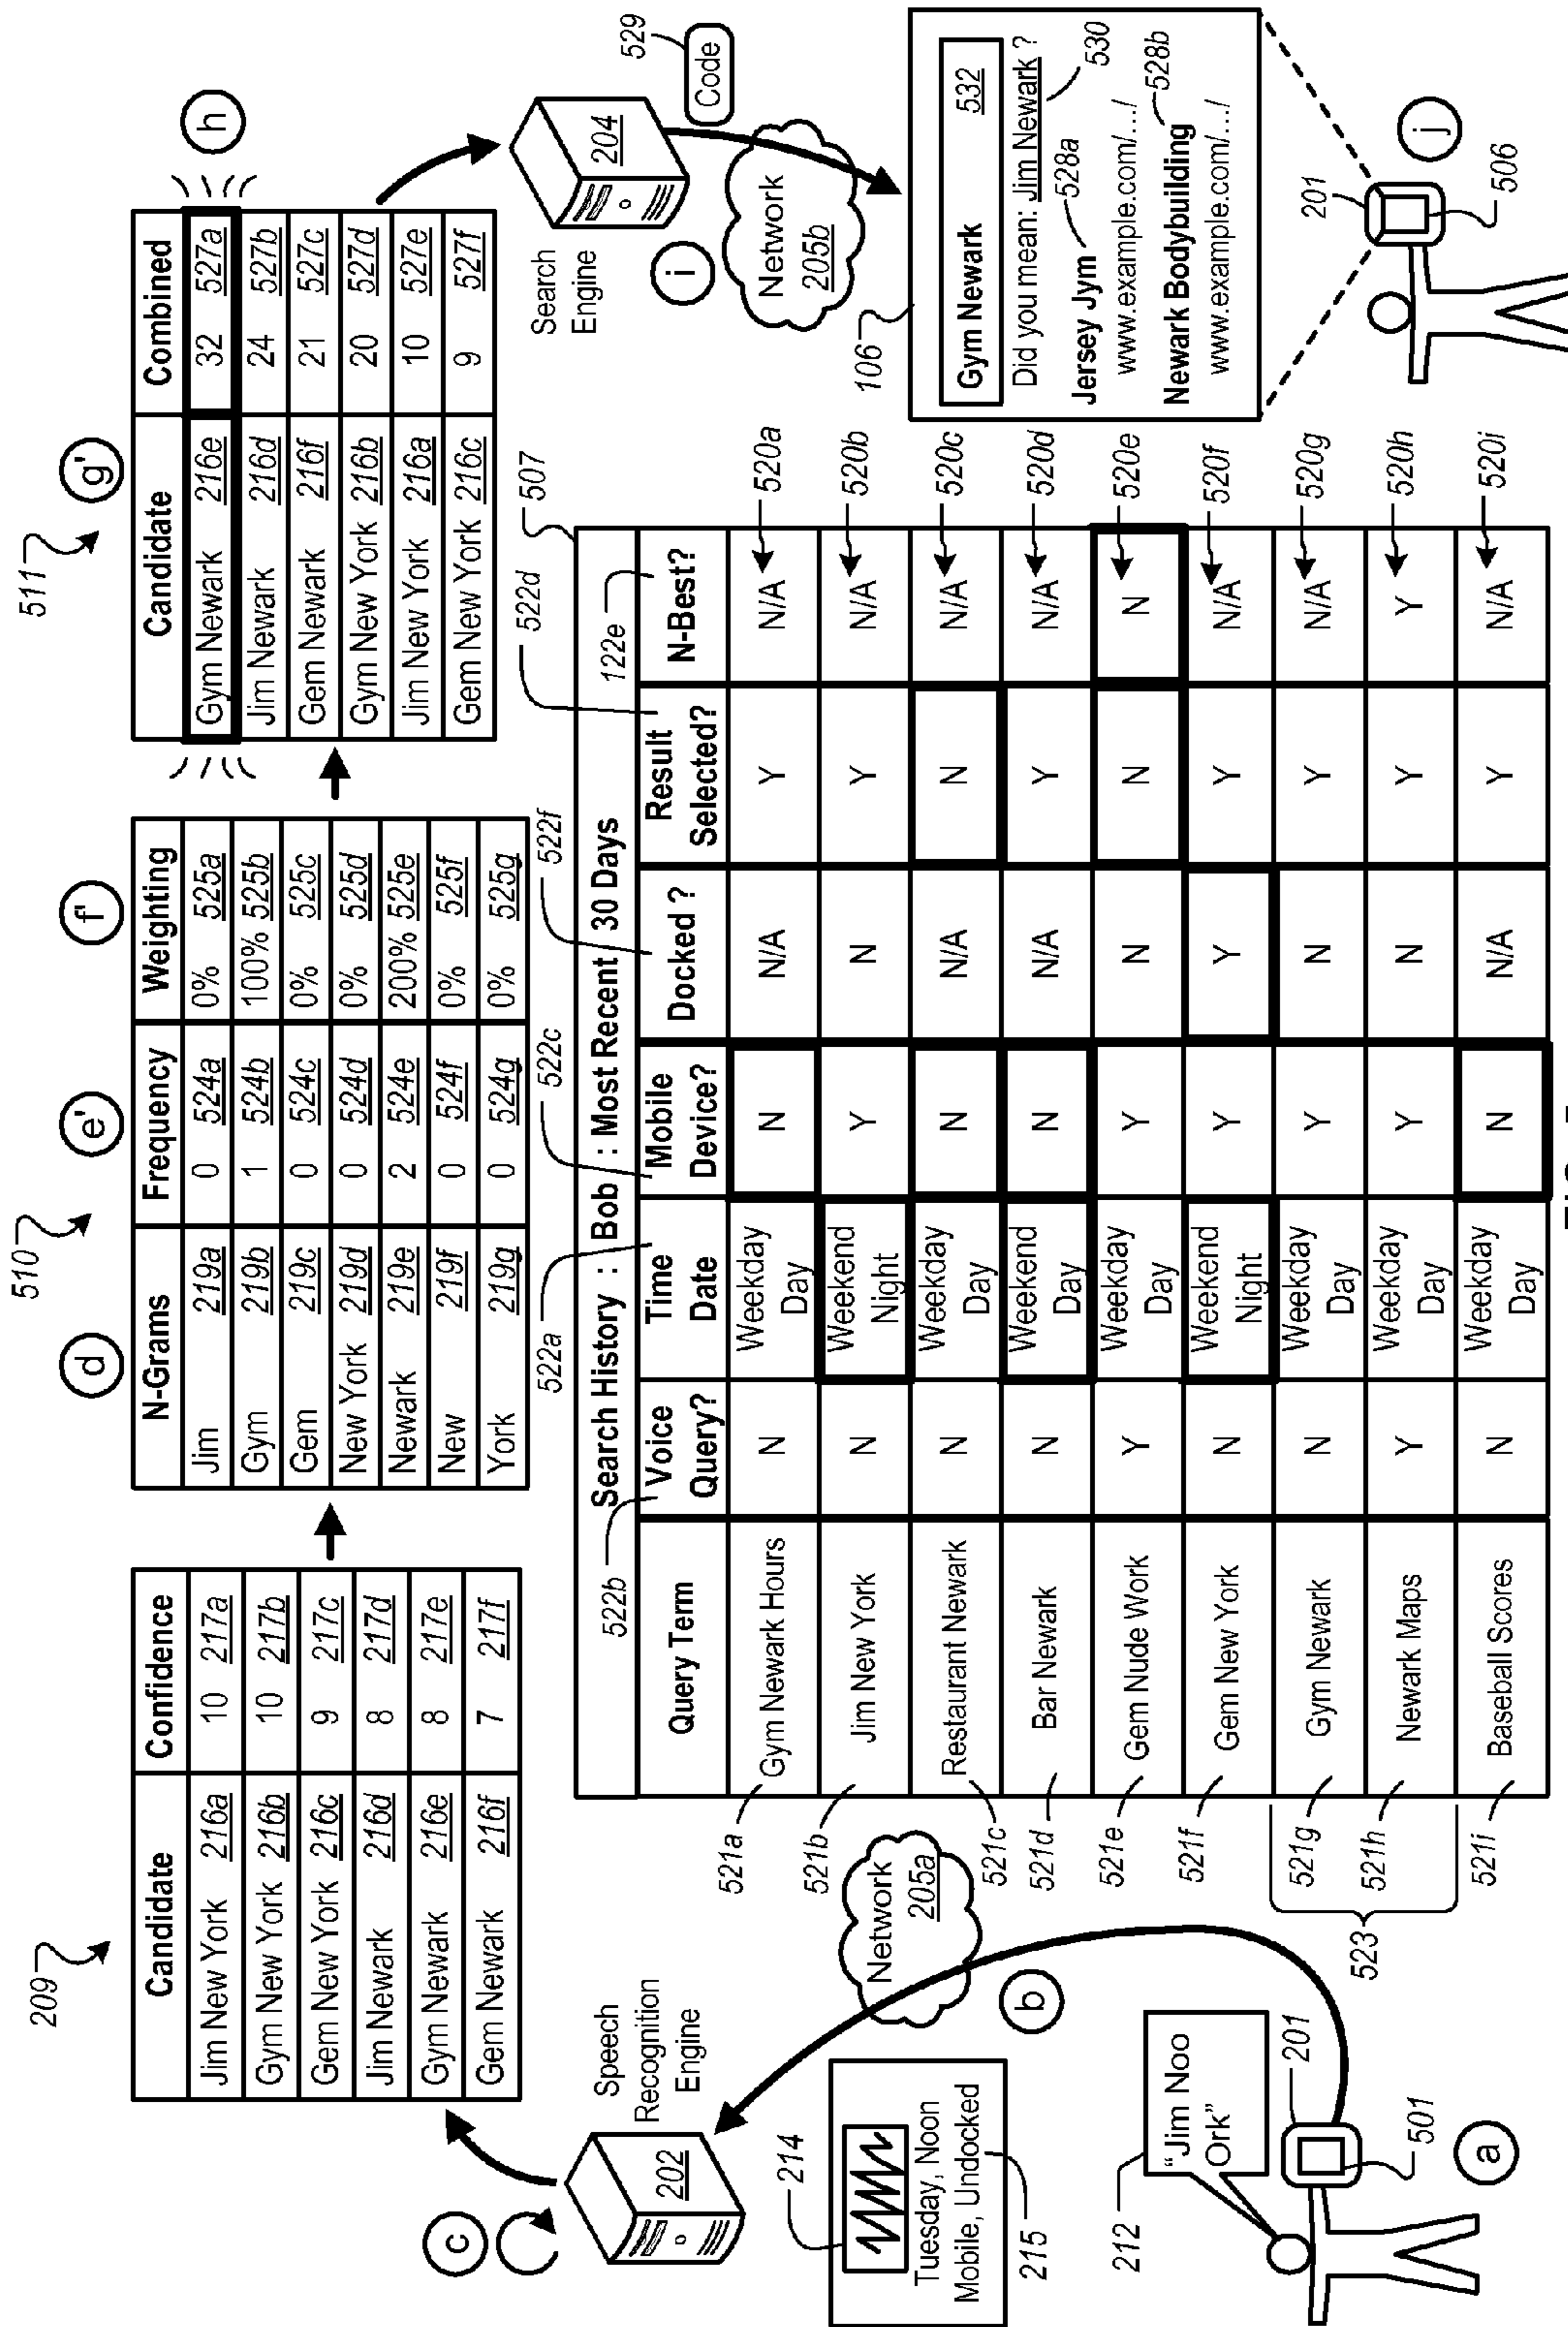 209
Candidate Confidence
Jim New York 216a 10 217a
Gym New York 216b 10 217b
Gem New York 216c 9 217c
Jim Newark 216d 8 217d
Gym Newark 216e 8 217e
Gem Newark 216f 7 217f
510
d e' f'
N-Grams Frequency Weighting
Jim 219a 0 524a 0% 525a
Gym 219b 1 524b 100% 525b
Gem 219c 0 524c 0% 525c
New York 219d 0 524d 0% 525d
Newark 219e 2 524e 200% 525e
New 219f 0 524f 0% 525f
York 219g 0 524g 0% 525g
511
g'
Candidate Combined
Gym Newark 216e 32 527a
Jim Newark 216d 24 527b
Gem Newark 216f 21 527c
Gym New York 216b 20 527d
Jim New York 216a 10 527e
Gem New York 216c 9 527f
h
c
Speech
Recognition
Engine
202
214
Tuesday, Noon
Mobile, Undocked
215
212
"Jim Noo
Ork"
201
501
a
b
Network
205a
522b 522a 522c 522f 522d 122e 507
Search History : Bob : Most Recent 30 Days
Query Term Voice Query? Time Date Mobile Device? Docked ? Result Selected? N-Best?
521a Gym Newark Hours N Weekday Day N N/A Y N/A 520a
521b Jim New York N Weekend Night Y N Y N/A 520b
521c Restaurant Newark N Weekday Day N N/A N N/A 520c
521d Bar Newark N Weekend Day N N/A Y N/A 520d
521e Gem Nude Work Y Weekday Day Y N N N 520e
521f Gem New York N Weekend Night Y Y Y N/A 520f
521g Gym Newark N Weekday Day Y N Y N/A 520g
521h Newark Maps Y Weekday Day Y N Y Y 520h
521i Baseball Scores N Weekday Day N N/A Y N/A 520i
523
Search
Engine
204
529
Code
i
Network
205b
106
Gym Newark 532
Did you mean: Jim Newark ?
530
Jersey Jym 528a
www.example.com/.../
Newark Bodybuilding 528b
www.example.com/.../
201
506
j